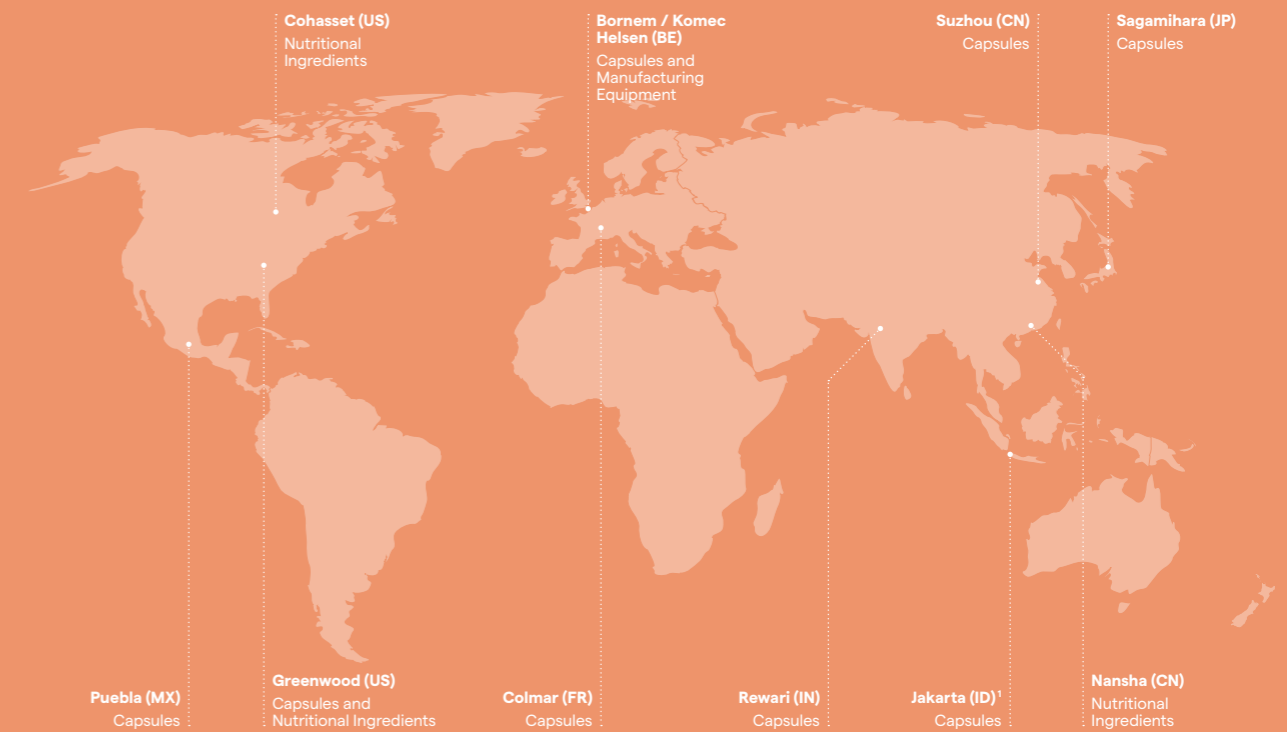 Cohasset (US)
Nutritional
Ingredients
Bornem / Komec
Helsen (BE)
Capsules and
Manufacturing
Equipment
Suzhou (CN)
Capsules
Sagamihara (JP)
Capsules
Puebla (MX)
Capsules
Greenwood (US)
Capsules and
Nutritional Ingredients
Colmar (FR)
Capsules
Rewari (IN)
Capsules
Jakarta (ID)¹
Capsules
Nansha (CN)
Nutritional
Ingredients